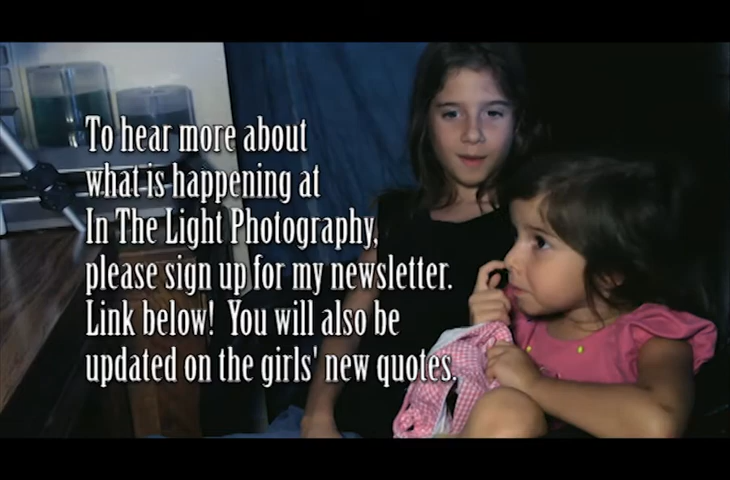 To hear more about
what is happening at
In The Light Photography,
please sign up for my newsletter.
Link below!  You will also be
updated on the girls' new quotes.